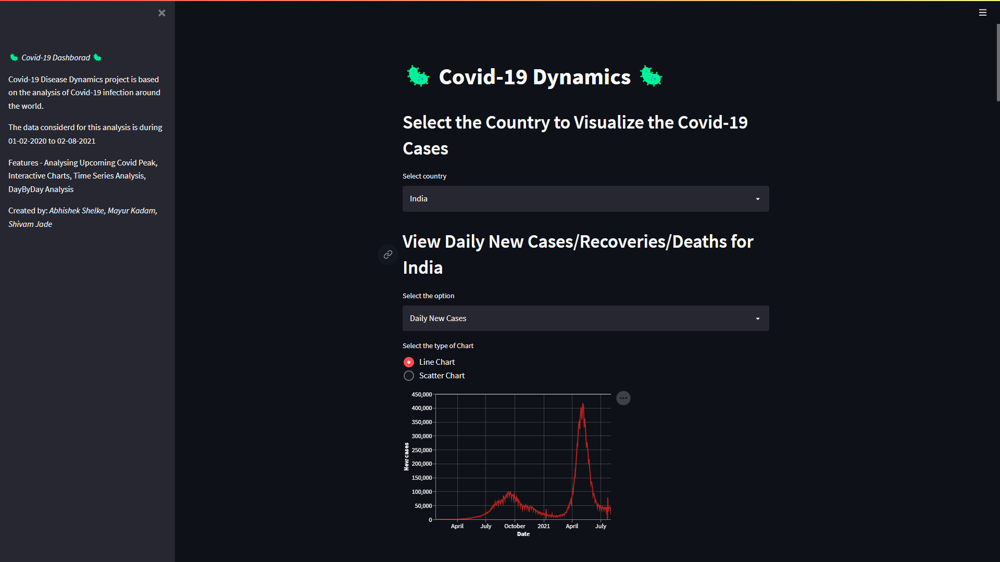 Covid-19 Dashborad
Covid-19 Disease Dynamics project is based
on the analysis of Covid-19 infection around
the world.
The data considerd for this analysis is during
01-02-2020 to 02-08-2021
Features - Analysing Upcoming Covid Peak,
Interactive Charts, Time Series Analysis,
DayByDay Analysis
Created by: Abhishek Shelke, Mayur Kadam,
Shivam Jade
Covid-19 Dynamics
Select the Country to Visualize the Covid-19
Cases
Select country
India
View Daily New Cases/Recoveries/Deaths for
India
Select the option
Daily New Cases
Select the type of Chart
Line Chart
Scatter Chart
450,000
400,000
350,000
300,000
250,000
200,000
150,000
100,000
50,000
0
New cases
April July October 2021 April July
Date